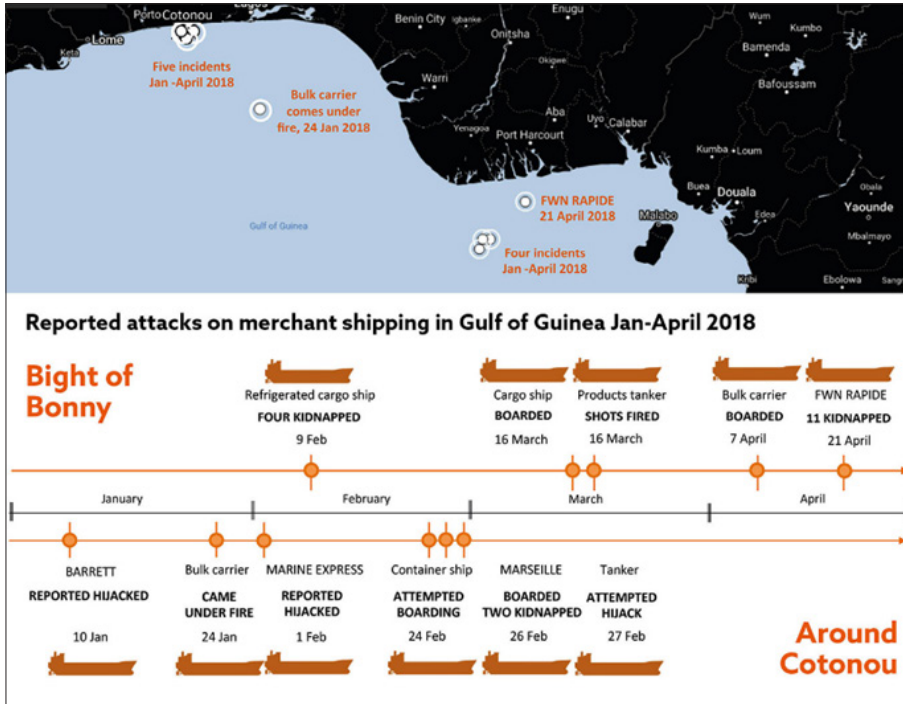 Porto
Cotonou
Keta
Lome
Benin City
Igbanke
Enugu
Onitsha
Okigwe
Warri
Aba
Yenagoa
Port Harcourt
Uyo
Calabar
Wum
Kumbo
Bamenda
Bafoussam
Kumba
Loum
Buea
Douala
Edea
Obala
Yaounde
Mbalmayo
Malabo
Kribi
Ebolowa
Sang
Gulf of Guinea
Five incidents
Jan -April 2018
Bulk carrier
comes under
fire, 24 Jan 2018
FWN RAPIDE
21 April 2018
Four incidents
Jan -April 2018
Reported attacks on merchant shipping in Gulf of Guinea Jan-April 2018
Bight of
Bonny
Refrigerated cargo ship
FOUR KIDNAPPED
9 Feb
Cargo ship
BOARDED
16 March
Products tanker
SHOTS FIRED
16 March
Bulk carrier
BOARDED
7 April
FWN RAPIDE
11 KIDNAPPED
21 April
January
February
March
April
BARRETT
REPORTED HIJACKED
10 Jan
Bulk carrier
CAME
UNDER FIRE
24 Jan
MARINE EXPRESS
REPORTED
HIJACKED
1 Feb
Container ship
ATTEMPTED
BOARDING
24 Feb
MARSEILLE
BOARDED
TWO KIDNAPPED
26 Feb
Tanker
ATTEMPTED
HIJACK
27 Feb
Around
Cotonou